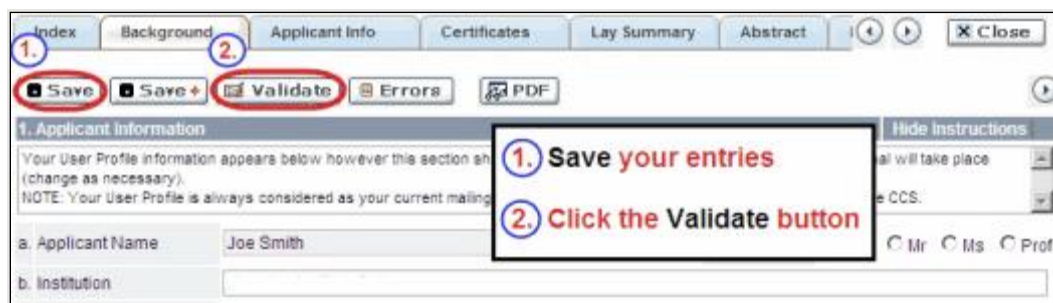 Index Background Applicant Info Certificates Lay Summary Abstract Close
1. 2.
Save Save+ Validate Errors PDF
1. Applicant Information Hide Instructions
Your User Profile information appears below however this section sh al will take place
(change as necessary).
NOTE: Your User Profile is always considered as your current maling e CCS.
1. Save your entries
2. Click the Validate button
a. Applicant Name Joe Smith Mr Ms Prof
b. Institution